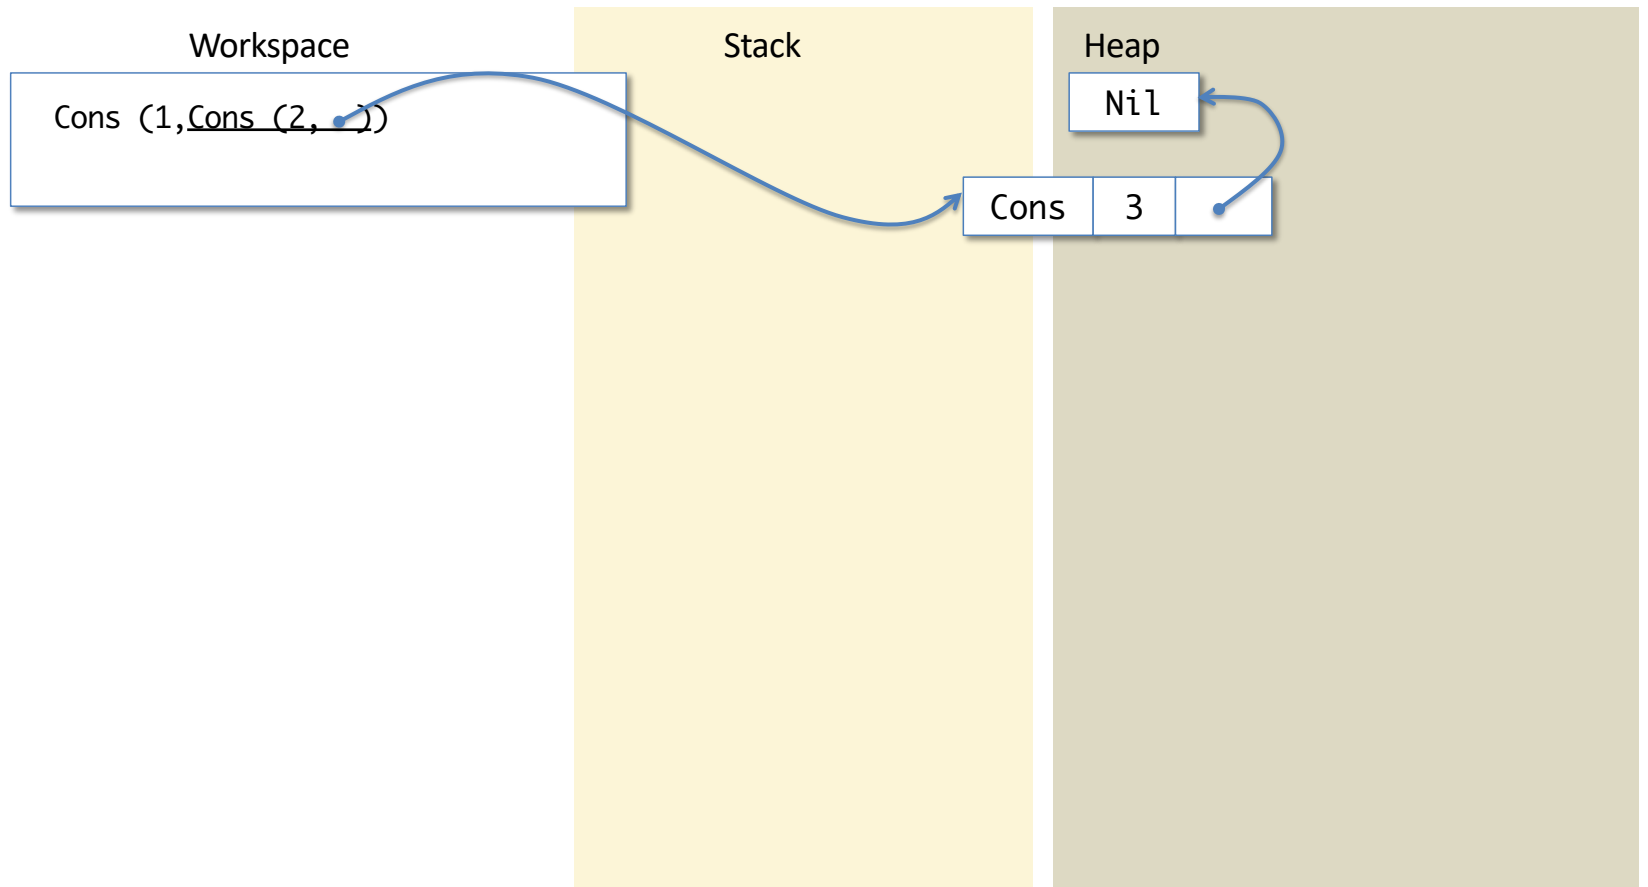 Workspace
Stack
Heap
Cons (1,Cons (2, ))
Nil
Cons 3